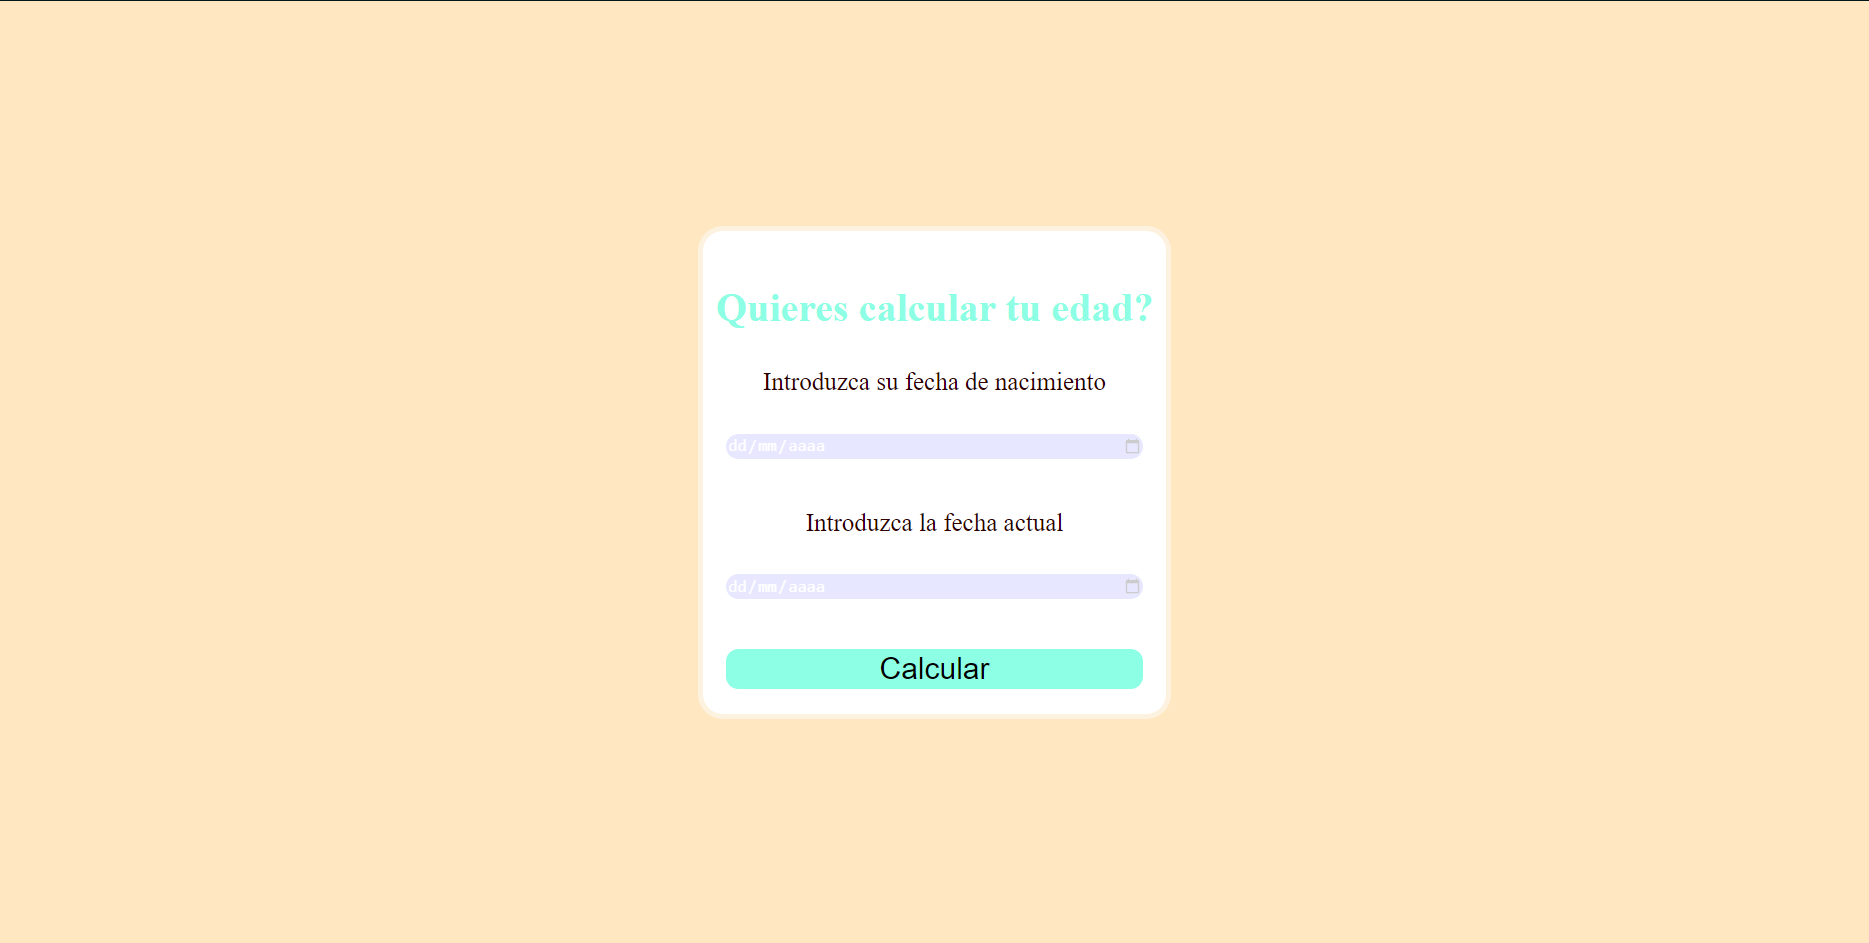 Quieres calcular tu edad?
Introduzca su fecha de nacimiento
dd/mm/aaaa
Introduzca la fecha actual
dd/mm/aaaa
Calcular